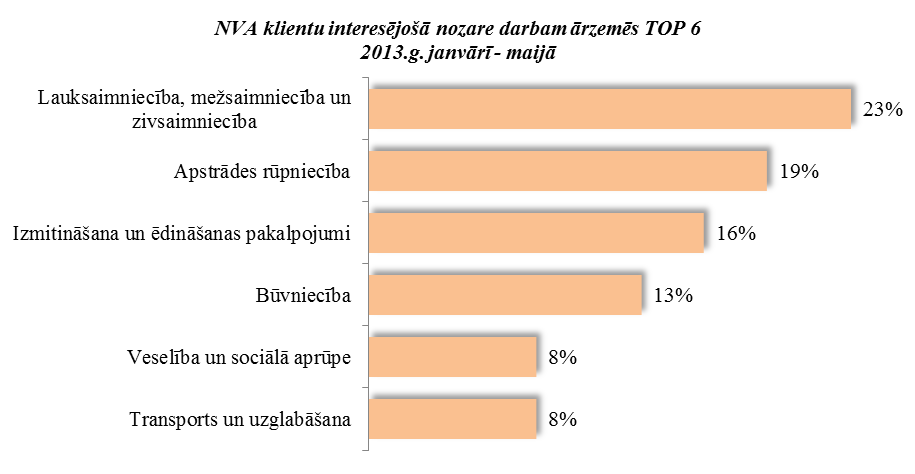 NVA klientu interesējošā nozare darbam ārzemēs TOP 6
2013.g. janvārī - maijā
Lauksaimniecība, mežsaimniecība un
zivsaimniecība
23%
Apstrādes rūpniecība
19%
Izmitināšana un ēdināšanas pakalpojumi
16%
Būvniecība
13%
Veselība un sociālā aprūpe
8%
Transports un uzglabāšana
8%